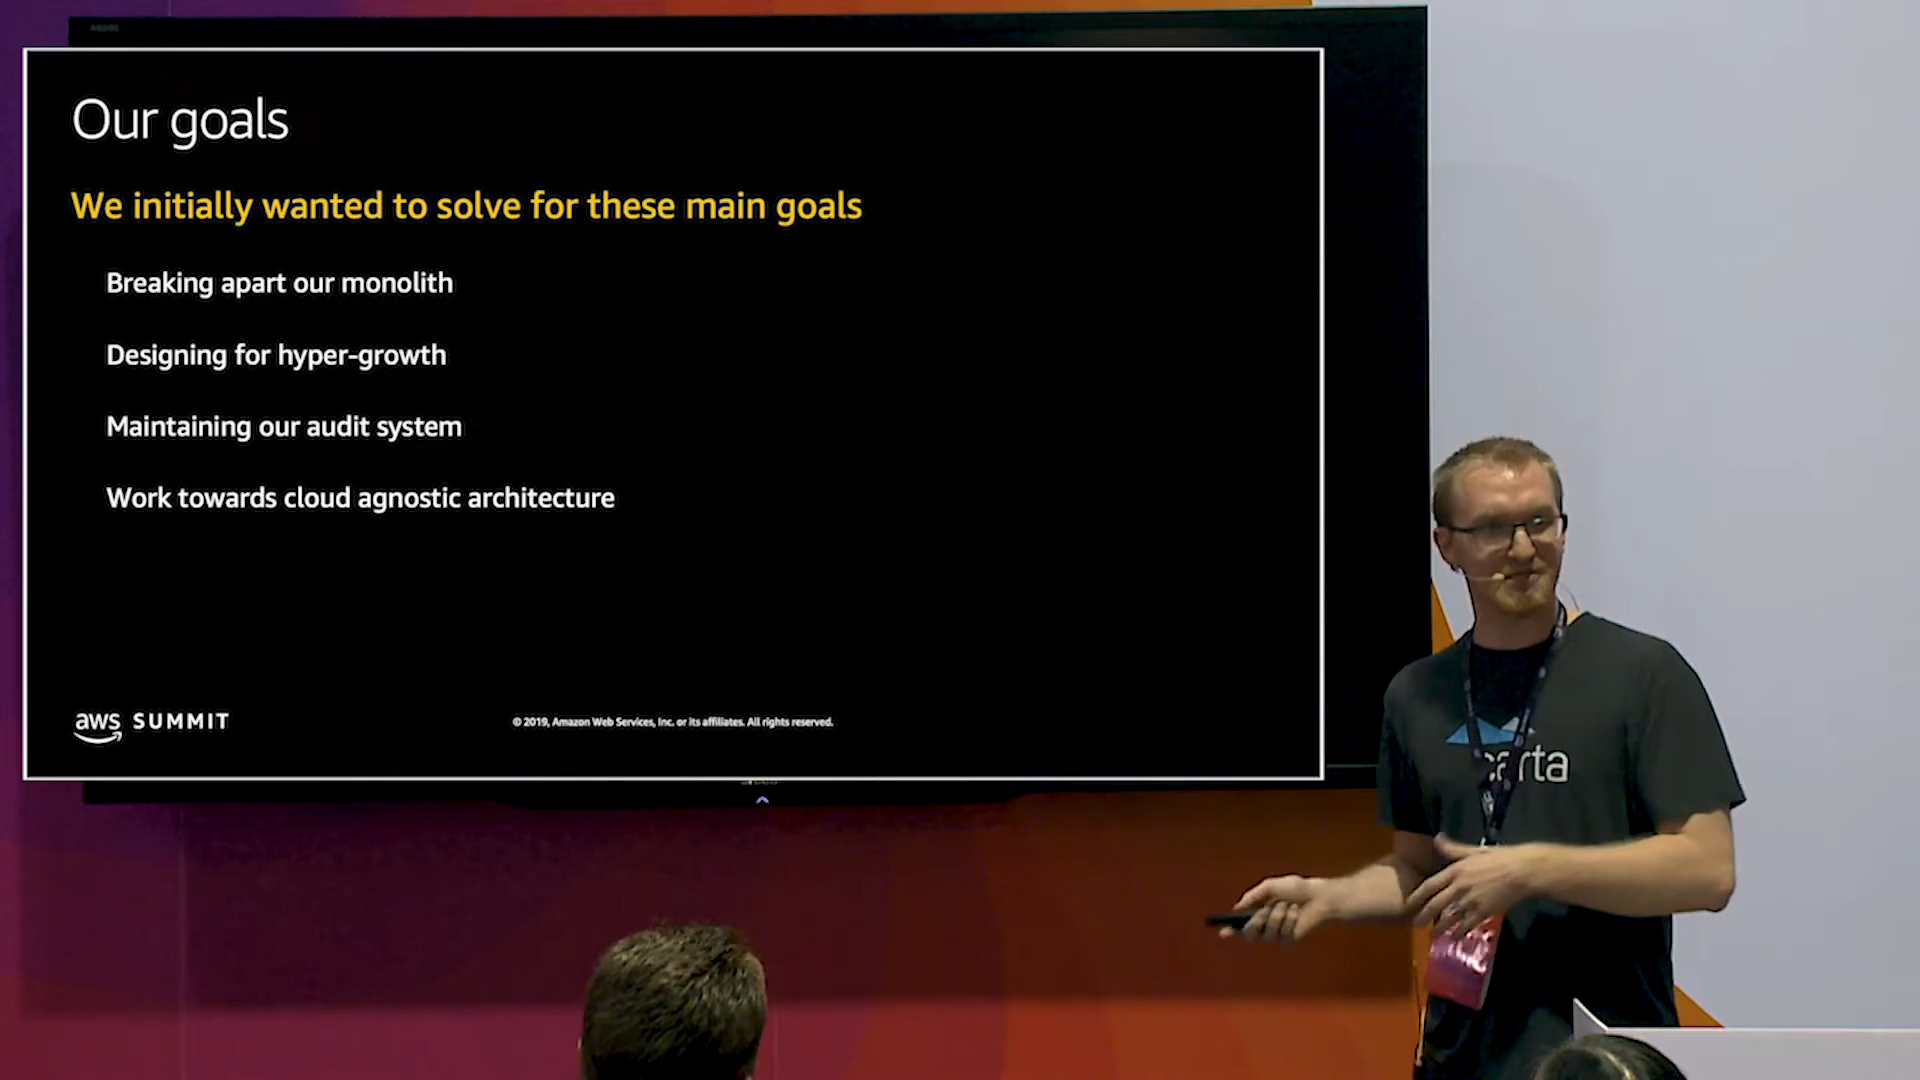 Our goals
We initially wanted to solve for these main goals
Breaking apart our monolith
Designing for hyper-growth
Maintaining our audit system
Work towards cloud agnostic architecture
aws SUMMIT
© 2019, Amazon Web Services, Inc. or its affiliates. All rights reserved.
carta